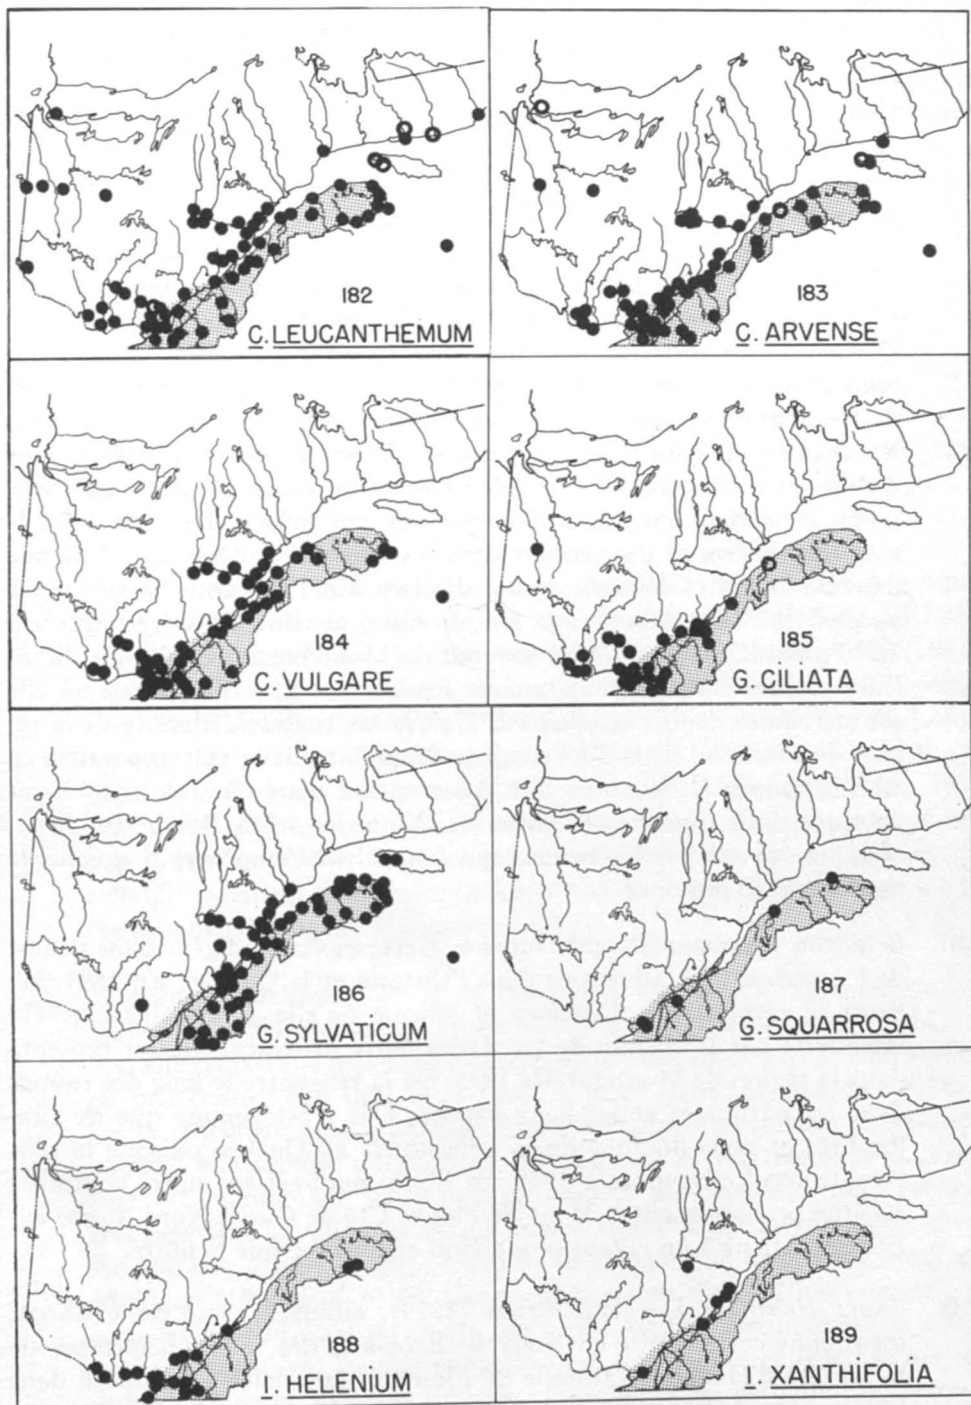 182
C. LEUCANTHEMUM
183
C. ARVENSE
184
C. VULGARE
185
G. CILIATA
186
G. SYLVATICUM
187
G. SQUARROSA
188
I. HELENIUM
189
I. XANTHIFOLIA